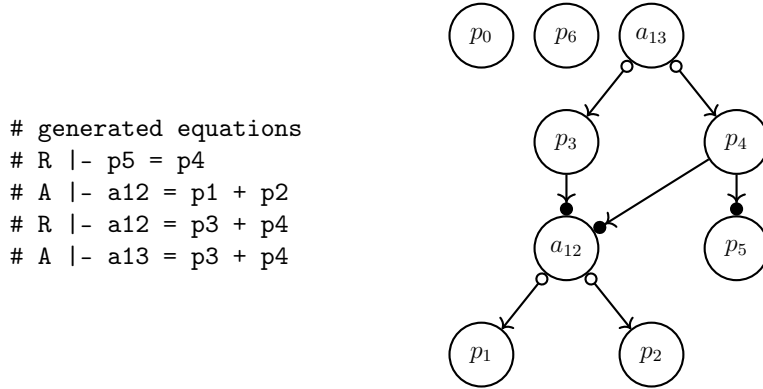 # generated equations
# R |- p5 = p4
# A |- a12 = p1 + p2
# R |- a12 = p3 + p4
# A |- a13 = p3 + p4
p0 p6 a13
p3 p4
a12 p5
p1 p2